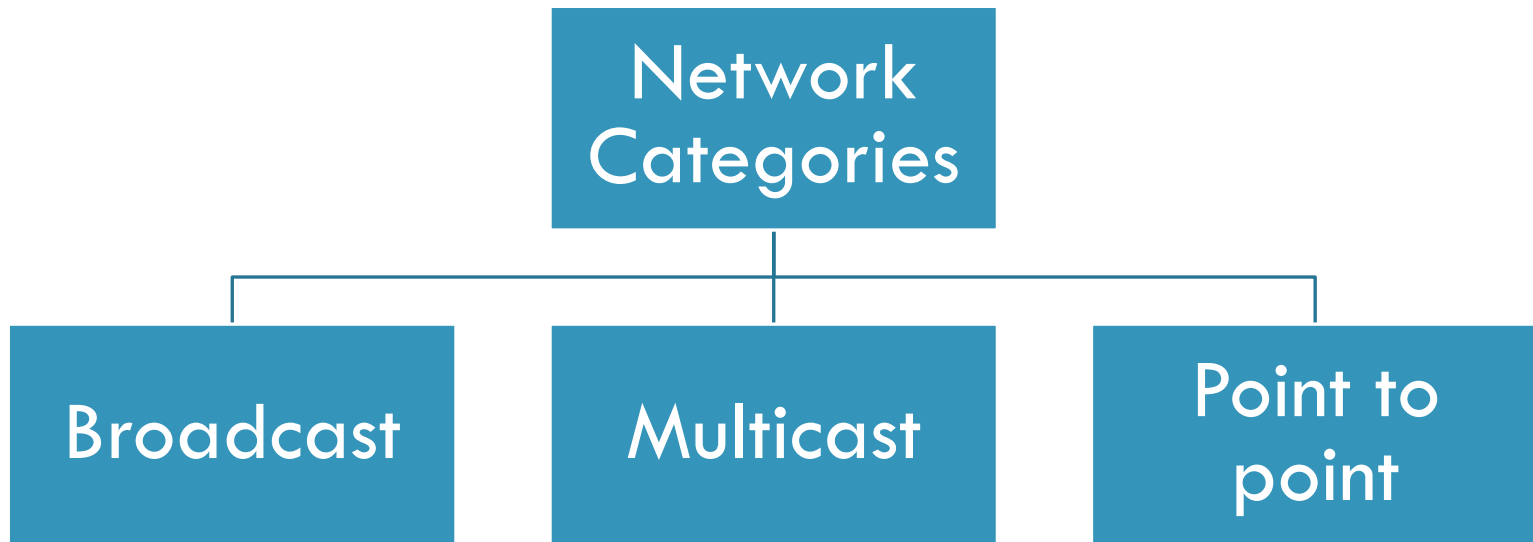 Network
Categories
Broadcast
Multicast
Point to
point